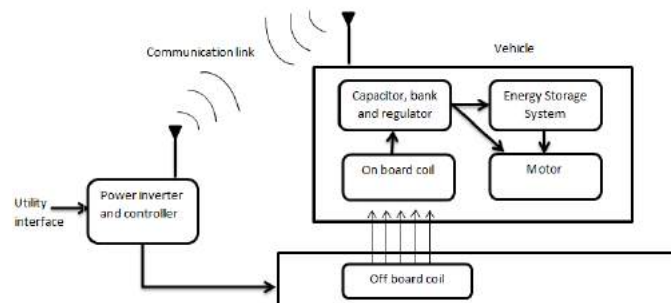 Communication link
Vehicle
Capacitor, bank
and regulator
Energy Storage
System
On board coil
Motor
Utility
interface
Power inverter
and controller
Off board coil